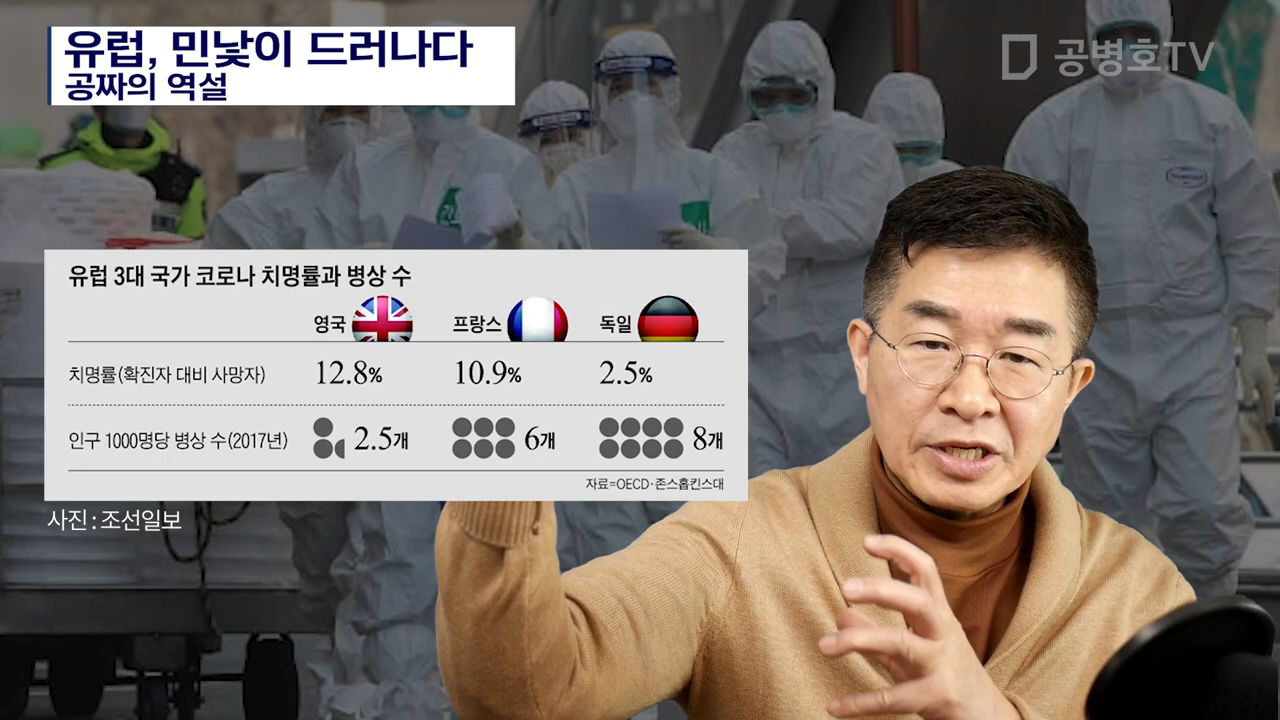 유럽, 민낯이 드러나다
공짜의 역설
공병호TV
유럽 3대 국가 코로나 치명률과 병상 수
영국 프랑스 독일
치명률(확진자 대비 사망자) 12.8% 10.9% 2.5%
인구 1000명당 병상 수(2017년) 2.5개 6개 8개
자료=OECD·존스홉킨스대
사진 : 조선일보